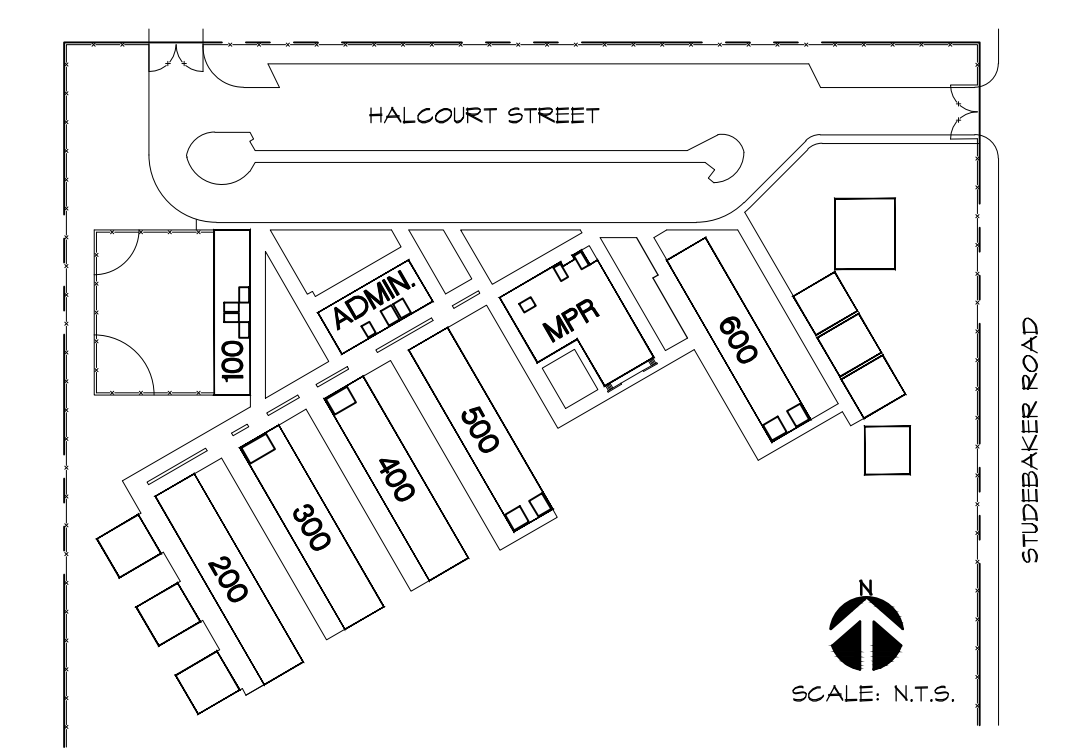 HALCOURT STREET
ADMIN.
MPR
100
600
500
400
300
200
STUDEBAKER ROAD
N
SCALE: N.T.S.